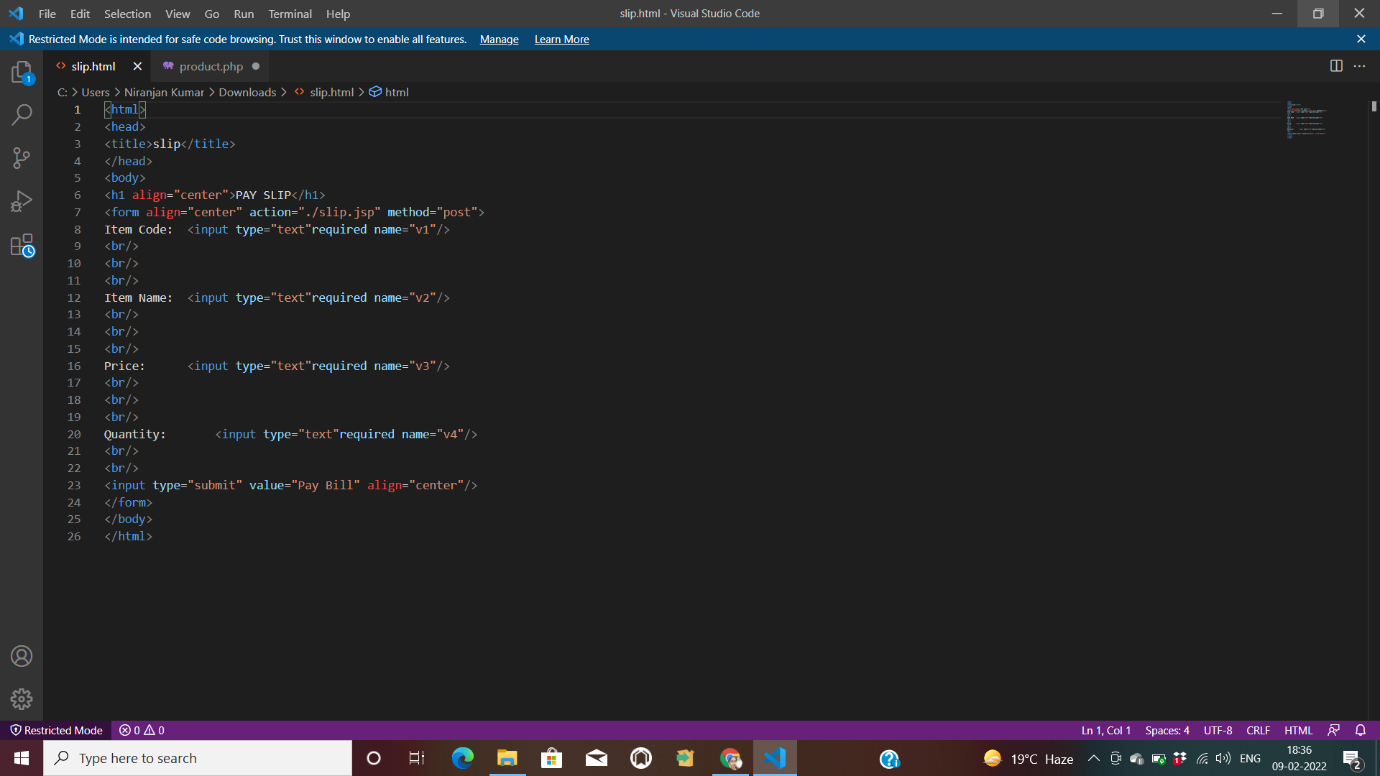 File Edit Selection View Go Run Terminal Help slip.html - Visual Studio Code
Restricted Mode is intended for safe code browsing. Trust this window to enable all features. Manage Learn More
slip.html product.php
C: > Users > Niranjan Kumar > Downloads > slip.html > html
1 <html>
2 <head>
3 <title>slip</title>
4 </head>
5 <body>
6 <h1 align="center">PAY SLIP</h1>
7 <form align="center" action="./slip.jsp" method="post">
8 Item Code:  <input type="text"required name="v1"/>
9 <br/>
10 <br/>
11 <br/>
12 Item Name:  <input type="text"required name="v2"/>
13 <br/>
14 <br/>
15 <br/>
16 Price:      <input type="text"required name="v3"/>
17 <br/>
18 <br/>
19 <br/>
20 Quantity:       <input type="text"required name="v4"/>
21 <br/>
22 <br/>
23 <input type="submit" value="Pay Bill" align="center"/>
24 </form>
25 </body>
26 </html>
1
Restricted Mode 0 0 Ln 1, Col 1 Spaces: 4 UTF-8 CRLF HTML
Type here to search 19°C Haze ENG 18:36
09-02-2022 2